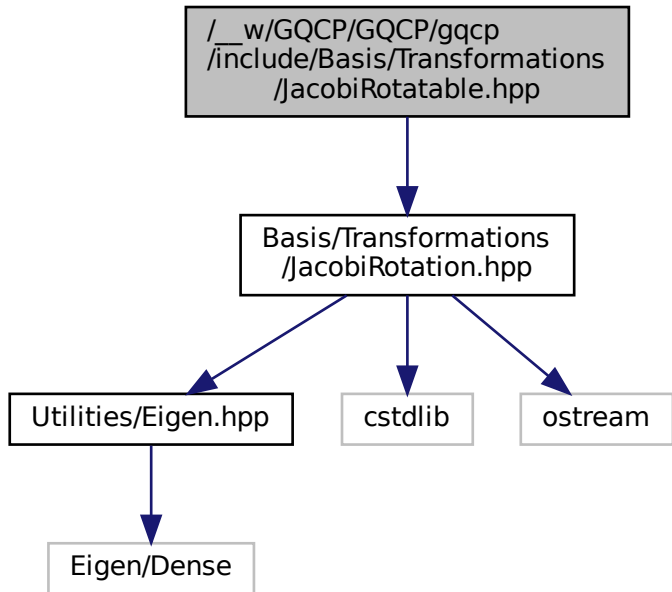 /__w/GQCP/GQCP/gqcp
/include/Basis/Transformations
/JacobiRotatable.hpp
Basis/Transformations
/JacobiRotation.hpp
Utilities/Eigen.hpp
cstdlib
ostream
Eigen/Dense